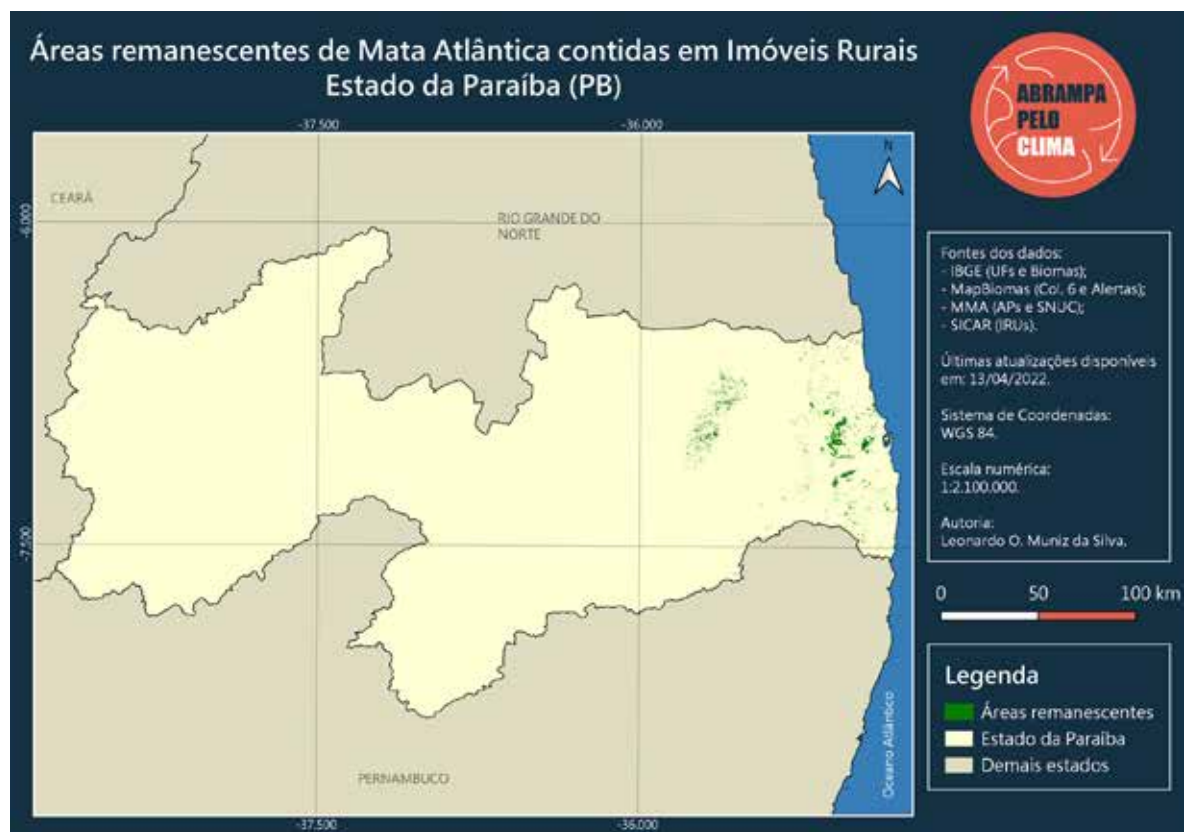 Áreas remanescentes de Mata Atlântica contidas em Imóveis Rurais
Estado da Paraíba (PB)
ABRAMPA
PELO
CLIMA
-37.500
-36.000
N
CEARÁ
RIO GRANDE DO
NORTE
-6.000
-7.500
PERNAMBUCO
Oceano Atlântico
-37.500
-36.000
Fontes dos dados:
- IBGE (UFs e Biomas);
- MapBiomas (Col. 6 e Alertas);
- MMA (APs e SNUC);
- SICAR (IRUs).
Últimas atualizações disponíveis
em: 13/04/2022.
Sistema de Coordenadas:
WGS 84.
Escala numérica:
1:2.100.000.
Autoria:
Leonardo O. Muniz da Silva.
0 50 100 km
Legenda
Áreas remanescentes
Estado da Paraíba
Demais estados